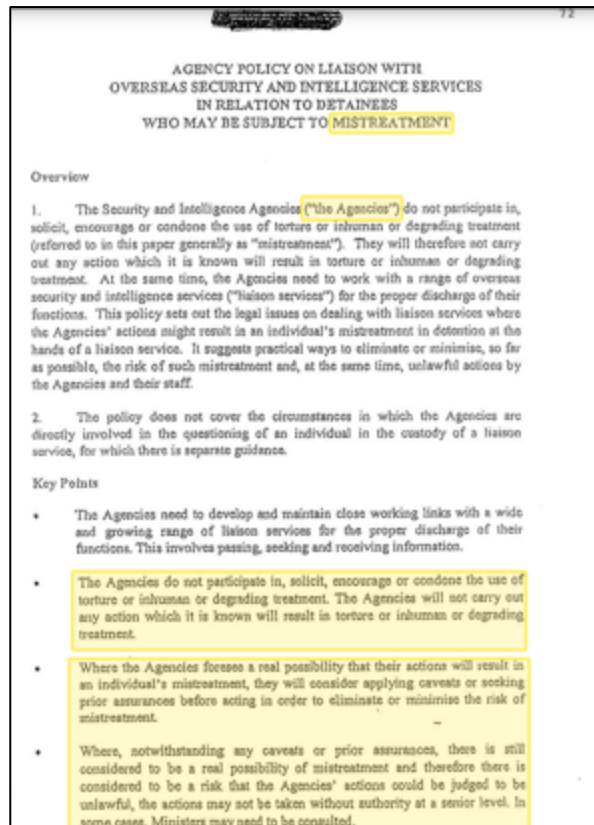 72
AGENCY POLICY ON LIAISON WITH
OVERSEAS SECURITY AND INTELLIGENCE SERVICES
IN RELATION TO DETAINEES
WHO MAY BE SUBJECT TO MISTREATMENT
Overview
1. The Security and Intelligence Agencies ("the Agencies") do not participate in,
solicit, encourage or condone the use of torture or inhuman or degrading treatment
(referred to in this paper generally as "mistreatment"). They will therefore not carry
out any action which it is known will result in torture or inhuman or degrading
treatment. At the same time, the Agencies need to work with a range of overseas
security and intelligence services ("liaison services") for the proper discharge of their
functions. This policy sets out the legal issues on dealing with liaison services where
the Agencies' actions might result in an individual's mistreatment in detention at the
hands of a liaison service. It suggests practical ways to eliminate or minimise, so far
as possible, the risk of such mistreatment and, at the same time, unlawful actions by
the Agencies and their staff.
2. The policy does not cover the circumstances in which the Agencies are
directly involved in the questioning of an individual in the custody of a liaison
service, for which there is separate guidance.
Key Points
• The Agencies need to develop and maintain close working links with a wide
and growing range of liaison services for the proper discharge of their
functions. This involves passing, seeking and receiving information.
• The Agencies do not participate in, solicit, encourage or condone the use of
torture or inhuman or degrading treatment. The Agencies will not carry out
any action which it is known will result in torture or inhuman or degrading
treatment.
• Where the Agencies foresee a real possibility that their actions will result in
an individual's mistreatment, they will consider applying caveats or seeking
prior assurances before acting in order to eliminate or minimise the risk of
mistreatment.
• Where, notwithstanding any caveats or prior assurances, there is still
considered to be a real possibility of mistreatment and therefore there is
considered to be a risk that the Agencies' actions could be judged to be
unlawful, the actions may not be taken without authority at a senior level. In
some cases, Ministers may need to be consulted.